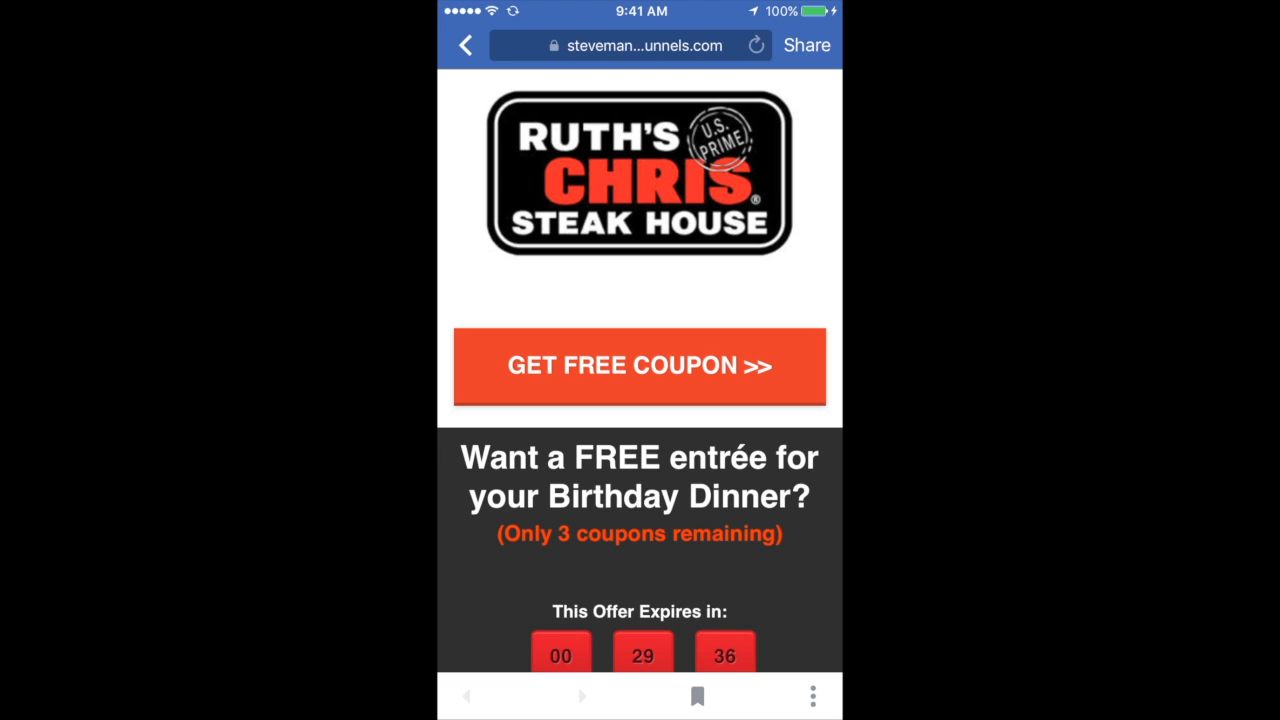 9:41 AM
100%
steveman...unnels.com
Share
RUTH'S
U.S.
PRIME
CHRIS®
STEAK HOUSE
GET FREE COUPON >>
Want a FREE entrée for
your Birthday Dinner?
(Only 3 coupons remaining)
This Offer Expires in:
00 29 36